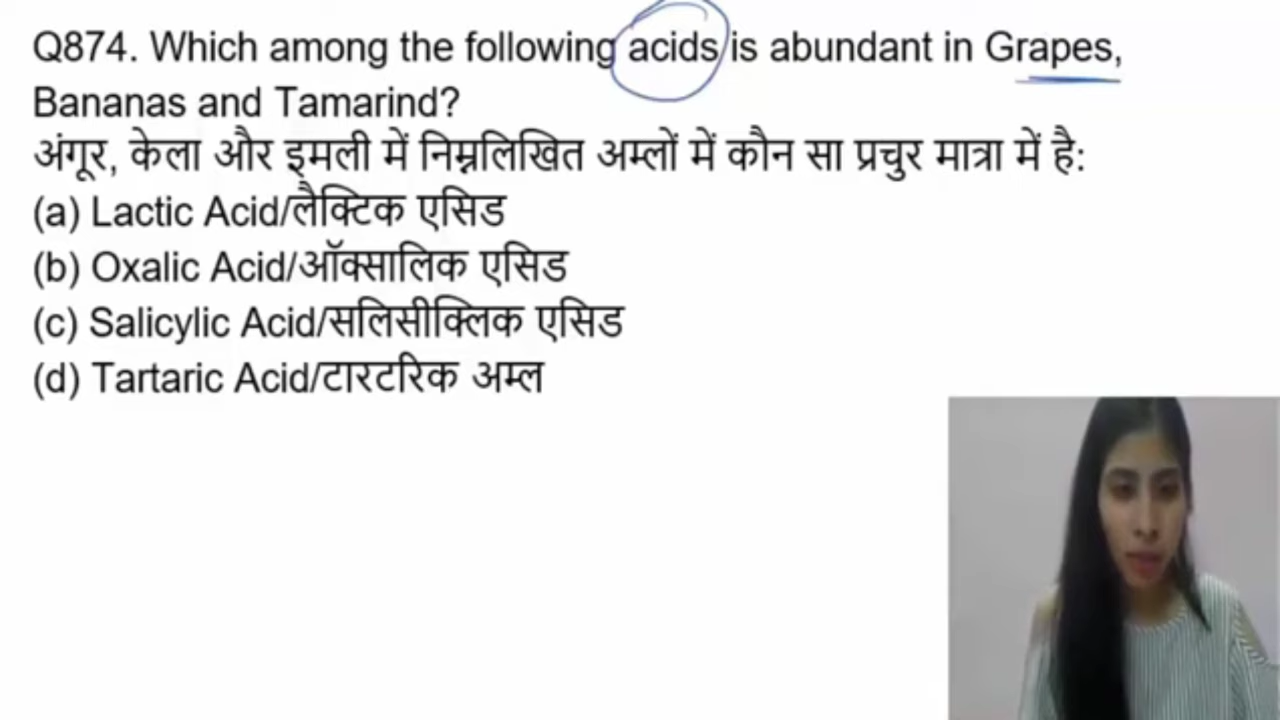 Q874. Which among the following acids is abundant in Grapes,
Bananas and Tamarind?
अंगूर, केला और इमली में निम्नलिखित अम्लों में कौन सा प्रचुर मात्रा में है:
(a) Lactic Acid/लैक्टिक एसिड
(b) Oxalic Acid/ऑक्सालिक एसिड
(c) Salicylic Acid/सलिसीक्लिक एसिड
(d) Tartaric Acid/टारटरिक अम्ल